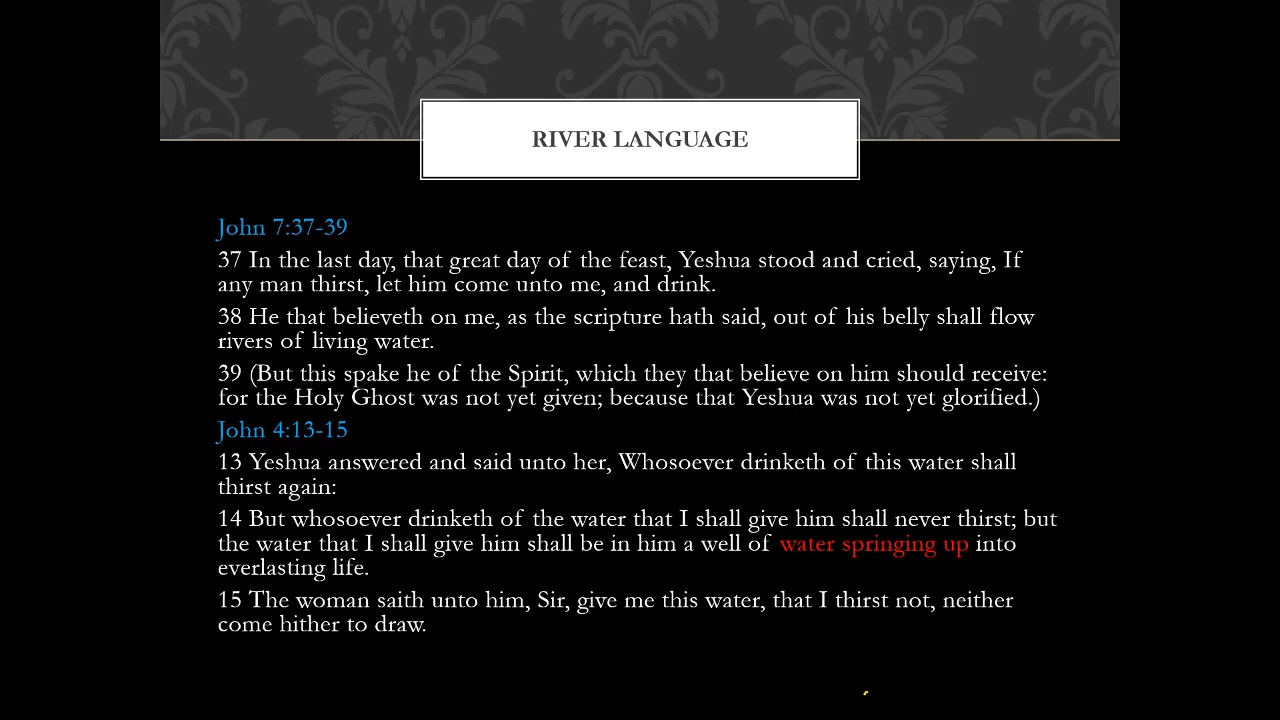 RIVER LANGUAGE
John 7:37-39
37 In the last day, that great day of the feast, Yeshua stood and cried, saying, If
any man thirst, let him come unto me, and drink.
38 He that believeth on me, as the scripture hath said, out of his belly shall flow
rivers of living water.
39 (But this spake he of the Spirit, which they that believe on him should receive:
for the Holy Ghost was not yet given; because that Yeshua was not yet glorified.)
John 4:13-15
13 Yeshua answered and said unto her, Whosoever drinketh of this water shall
thirst again:
14 But whosoever drinketh of the water that I shall give him shall never thirst; but
the water that I shall give him shall be in him a well of water springing up into
everlasting life.
15 The woman saith unto him, Sir, give me this water, that I thirst not, neither
come hither to draw.